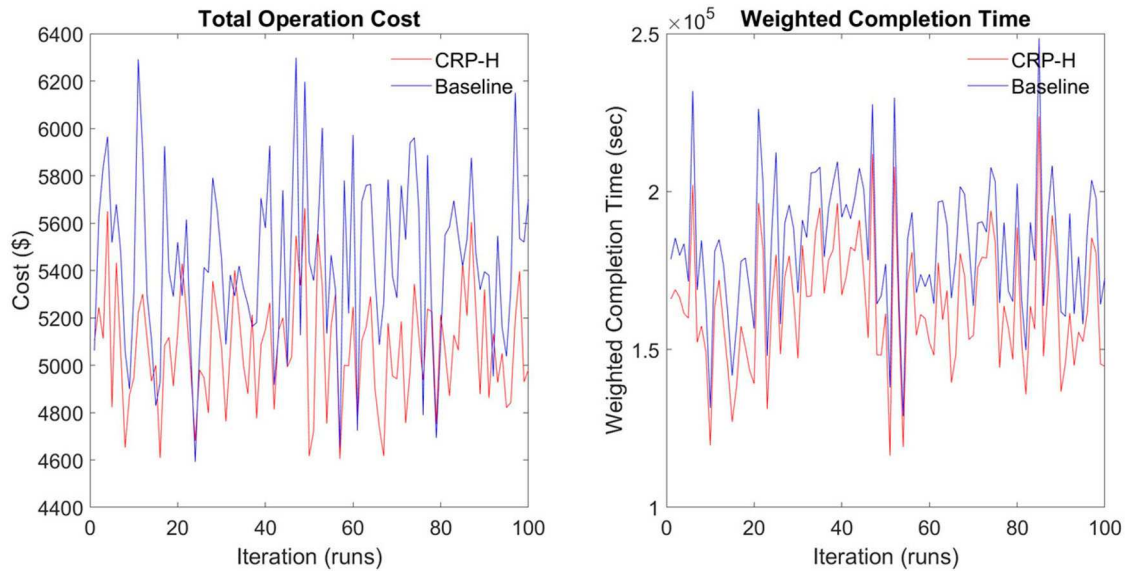 Total Operation Cost
6400
6200
6000
5800
5600
5400
5200
5000
4800
4600
4400
Cost ($)
CRP-H
Baseline
0 20 40 60 80 100
Iteration (runs)
Weighted Completion Time
×10⁵
2.5
2
1.5
1
Weighted Completion Time (sec)
CRP-H
Baseline
0 20 40 60 80 100
Iteration (runs)